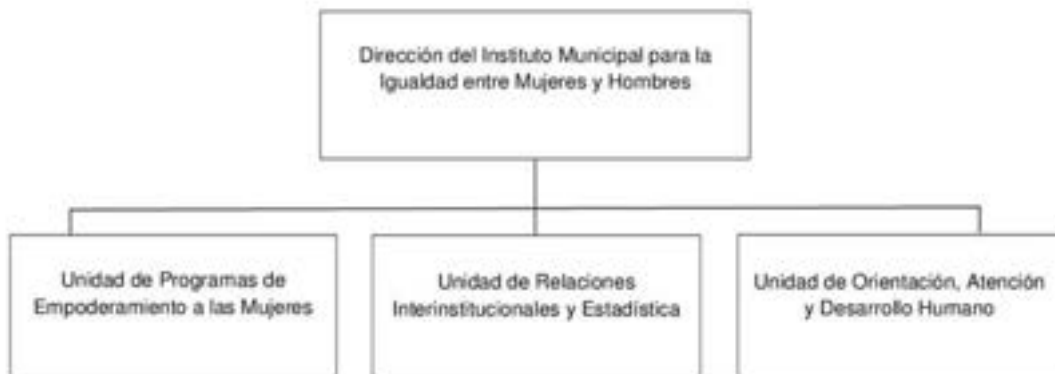 Dirección del Instituto Municipal para la
Igualdad entre Mujeres y Hombres
Unidad de Programas de
Empoderamiento a las Mujeres
Unidad de Relaciones
Interinstitucionales y Estadística
Unidad de Orientación, Atención
y Desarrollo Humano